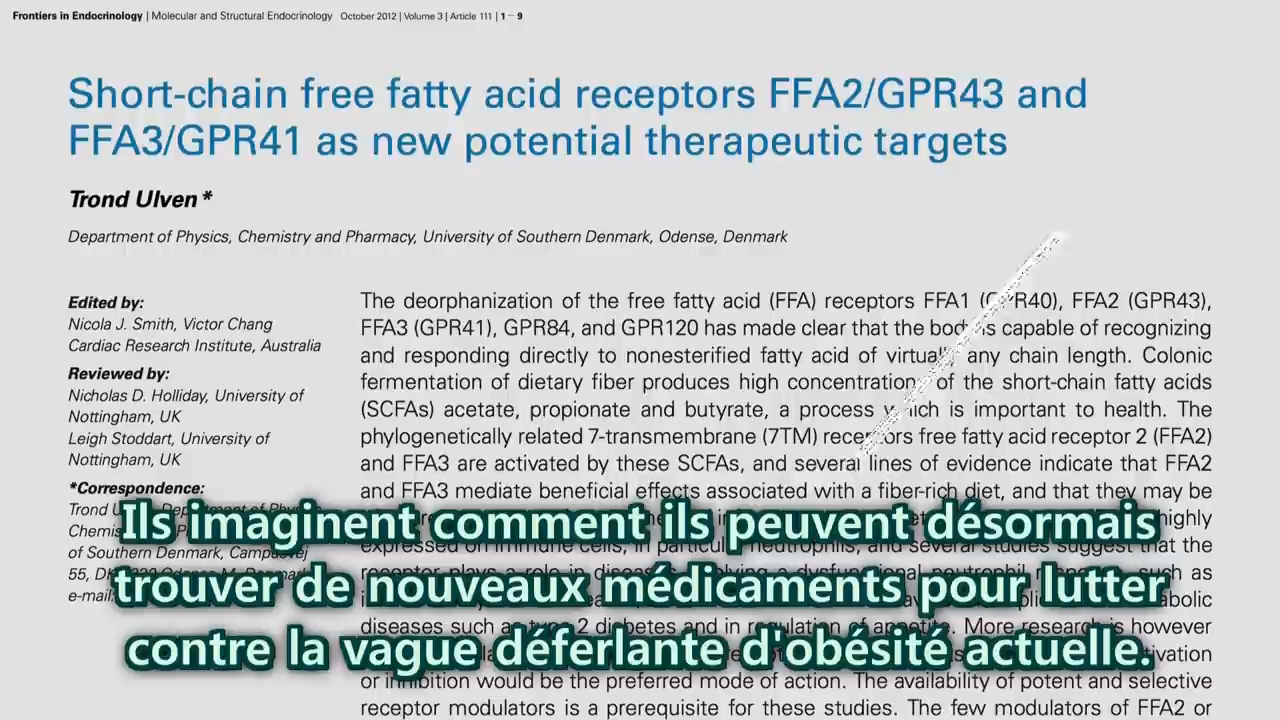 Frontiers in Endocrinology | Molecular and Structural Endocrinology October 2012 | Volume 3 | Article 111 | 1 – 9
Short-chain free fatty acid receptors FFA2/GPR43 and
FFA3/GPR41 as new potential therapeutic targets
Trond Ulven *
Department of Physics, Chemistry and Pharmacy, University of Southern Denmark, Odense, Denmark
Edited by:
Nicola J. Smith, Victor Chang
Cardiac Research Institute, Australia
Reviewed by:
Nicholas D. Holliday, University of
Nottingham, UK
Leigh Stoddart, University of
Nottingham, UK
*Correspondence:
Trond
of Southern Denmark,
55,
The deorphanization of the free fatty acid (FFA) receptors FFA1 (GPR40), FFA2 (GPR43),
FFA3 (GPR41), GPR84, and GPR120 has made clear that the body is capable of recognizing
and responding directly to nonesterified fatty acid of virtually any chain length. Colonic
fermentation of dietary fiber produces high concentrations of the short-chain fatty acids
(SCFAs) acetate, propionate and butyrate, a process which is important to health. The
phylogenetically related 7-transmembrane (7TM) receptors free fatty acid receptor 2 (FFA2)
and FFA3 are activated by these SCFAs, and several lines of evidence indicate that FFA2
and FFA3 mediate beneficial effects associated with a fiber-rich diet, and that they may be
highly
expressed on immune cells, in particular neutrophils, and several studies suggest that the
such as
diseases such as type 2 diabetes and in regulation of appetite. More research is however
or inhibition would be the preferred mode of action. The availability of potent and selective
receptor modulators is a prerequisite for these studies. The few modulators of FFA2 or
Ils imaginent comment ils peuvent désormais
trouver de nouveaux médicaments pour lutter
contre la vague déferlante d'obésité actuelle.